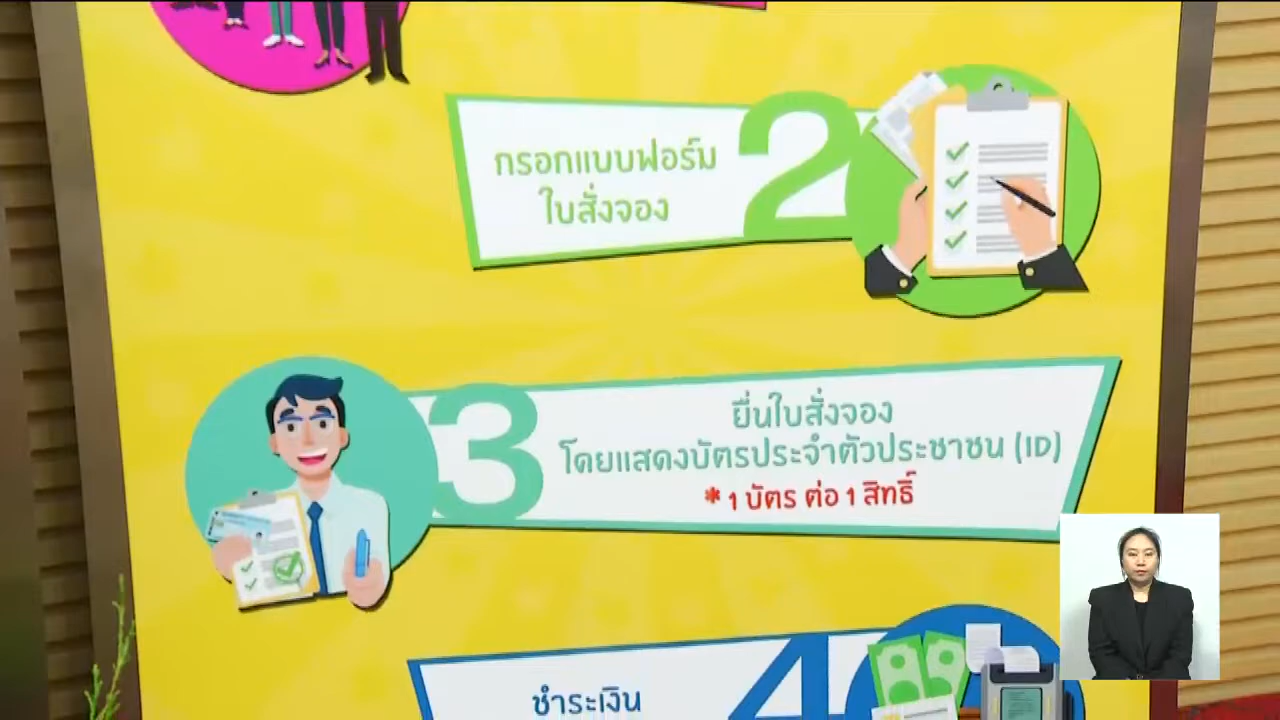 2
กรอกแบบฟอร์ม
ใบสั่งจอง
3
ยื่นใบสั่งจอง
โดยแสดงบัตรประจำตัวประชาชน (ID)
* 1 บัตร ต่อ 1 สิทธิ์
4
ชำระเงิน